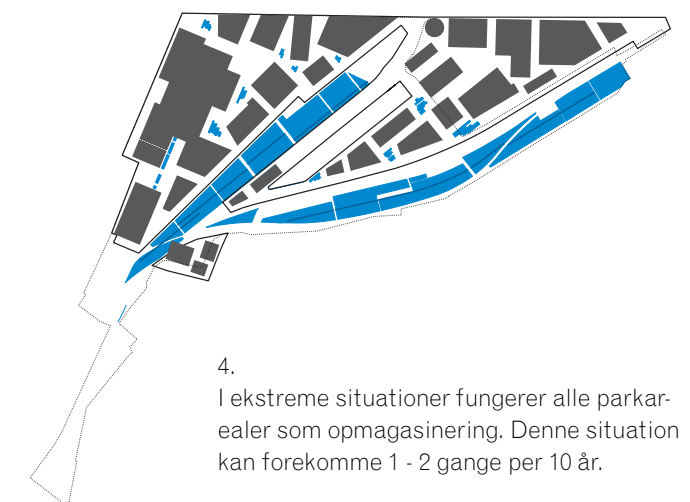 4.
I ekstreme situationer fungerer alle parkar-
ealer som opmagasinering. Denne situation
kan forekomme 1 - 2 gange per 10 år.